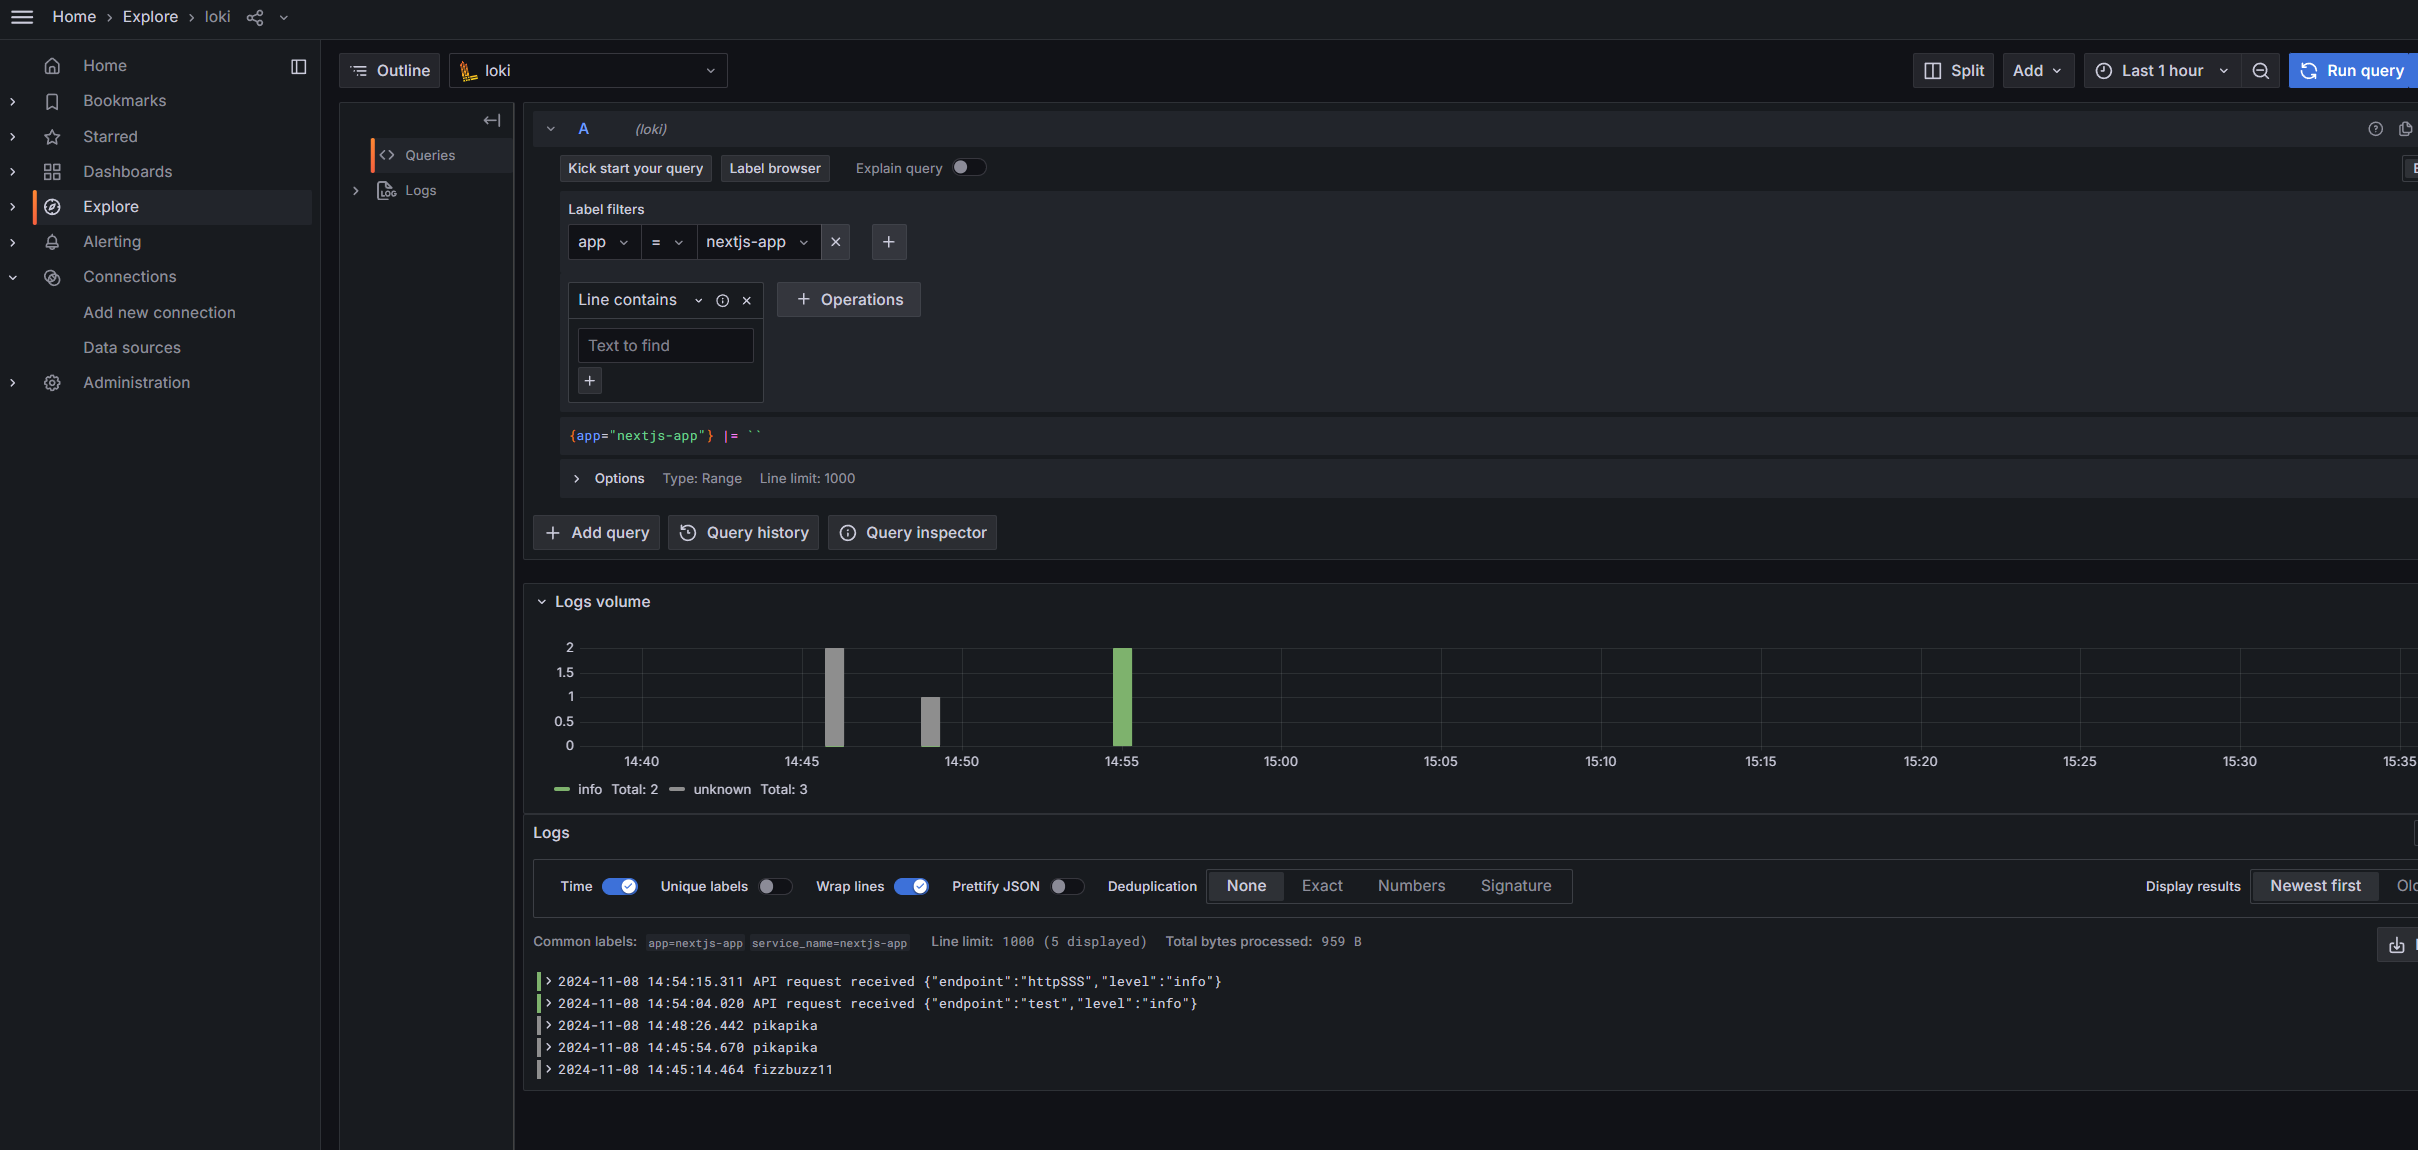 Home › Explore › loki
Home
Bookmarks
Starred
Dashboards
Explore
Alerting
Connections
Add new connection
Data sources
Administration
Outline
loki
Split
Add
Last 1 hour
Run query
Queries
Logs
A (loki)
Kick start your query
Label browser
Explain query
Label filters
app = nextjs-app
Line contains
Operations
Text to find
{app="nextjs-app"} |= ``
Options Type: Range Line limit: 1000
Add query
Query history
Query inspector
Logs volume
2
1.5
1
0.5
0
14:40 14:45 14:50 14:55 15:00 15:05 15:10 15:15 15:20 15:25 15:30 15:35
info Total: 2 unknown Total: 3
Logs
Time Unique labels Wrap lines Prettify JSON Deduplication None Exact Numbers Signature Display results Newest first
Common labels: app=nextjs-app service_name=nextjs-app Line limit: 1000 (5 displayed) Total bytes processed: 959 B
2024-11-08 14:54:15.311 API request received {"endpoint":"httpSSS","level":"info"}
2024-11-08 14:54:04.020 API request received {"endpoint":"test","level":"info"}
2024-11-08 14:48:26.442 pikapika
2024-11-08 14:45:54.670 pikapika
2024-11-08 14:45:14.464 fizzbuzz11